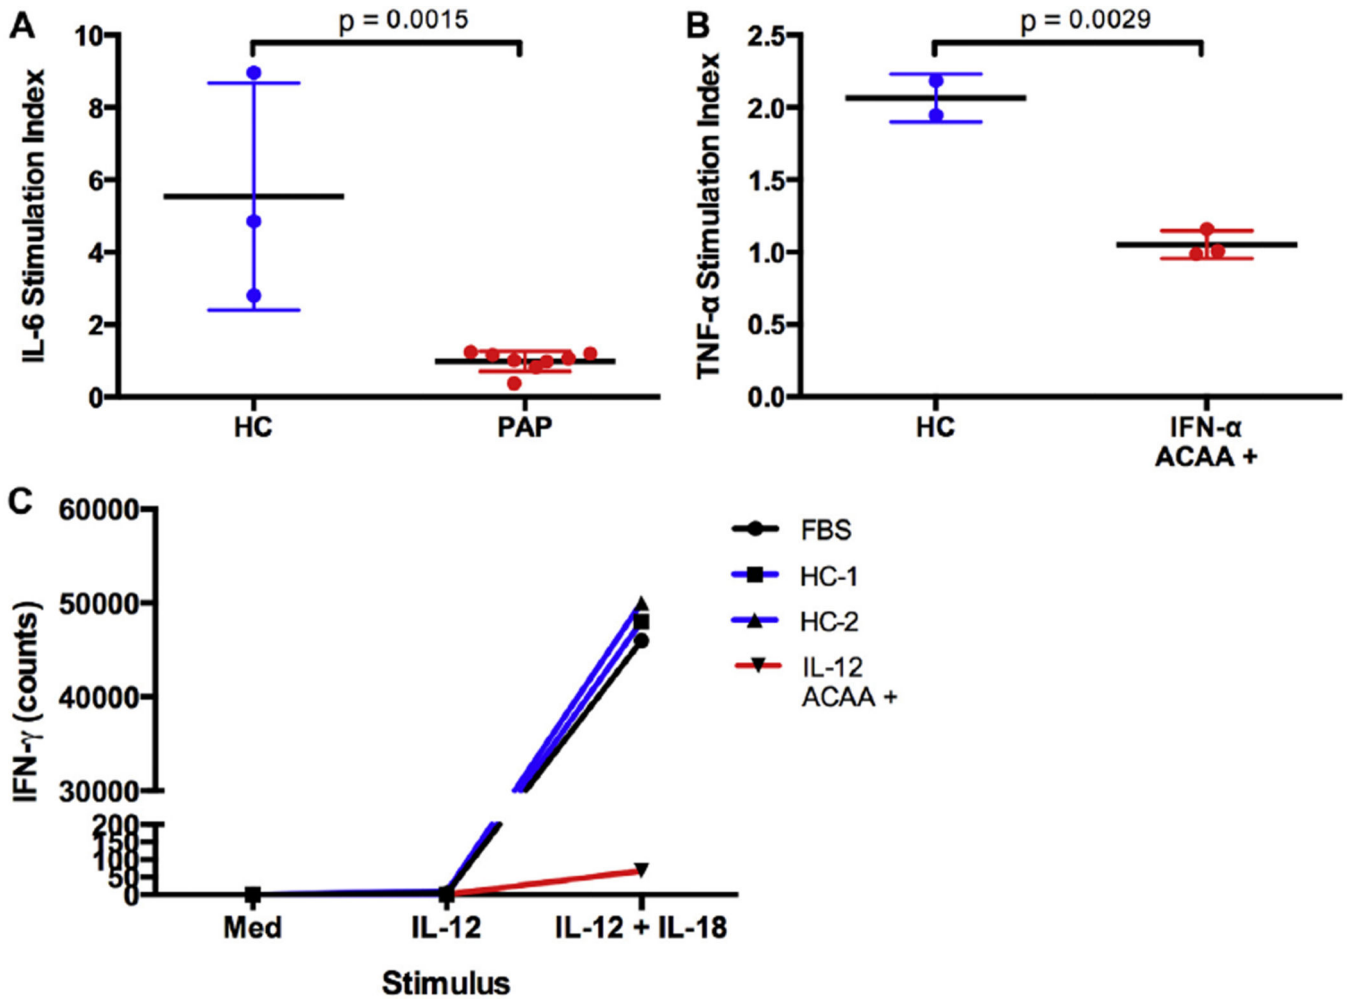 A
p = 0.0015
IL-6 Stimulation Index
10
8
6
4
2
0
HC
PAP
B
p = 0.0029
TNF-α Stimulation Index
2.5
2.0
1.5
1.0
0.5
0.0
HC
IFN-α
ACAA +
C
IFN-γ (counts)
60000
50000
40000
30000
200
150
100
50
0
Med
IL-12
IL-12 + IL-18
Stimulus
FBS
HC-1
HC-2
IL-12
ACAA +